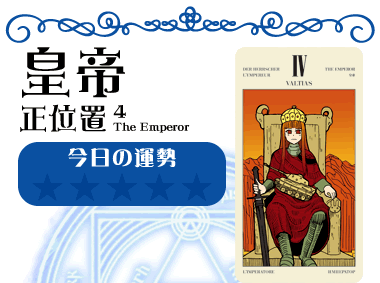 皇帝
正位置 4
The Emperor
今日の運勢
IV
DER HERRSCHER
L'EMPEREUR
THE EMPEROR
VALTIAS
L'IMPERATORE